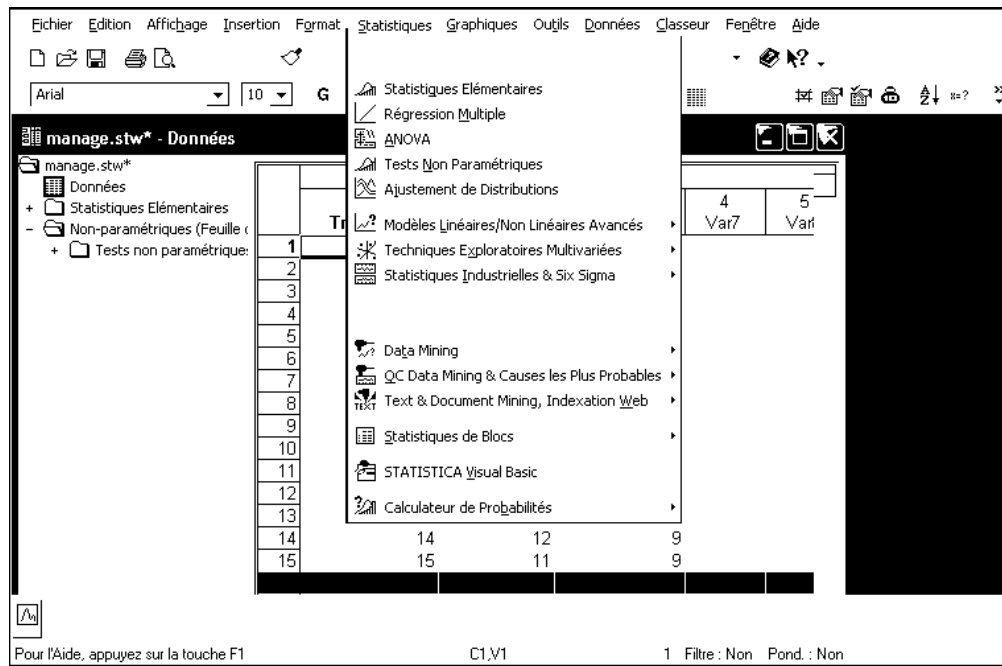 Fichier Edition Affichage Insertion Format Statistiques Graphiques Outils Données Classeur Fenêtre Aide
Arial 10 G
manage.stw* - Données
manage.stw*
Données
+ Statistiques Elémentaires
- Non-paramétriques (Feuille
+ Tests non paramétrique
Statistiques Elémentaires
Régression Multiple
ANOVA
Tests Non Paramétriques
Ajustement de Distributions
Modèles Linéaires/Non Linéaires Avancés
Techniques Exploratoires Multivariées
Statistiques Industrielles & Six Sigma
Data Mining
QC Data Mining & Causes les Plus Probables
TEXT Text & Document Mining, Indexation Web
Statistiques de Blocs
STATISTICA Visual Basic
Calculateur de Probabilités
4 5
Tr Var7
1
2
3
4
5
6
7
8
9
10
11
12
13
14 14 12 9
15 15 11 9
Pour l'Aide, appuyez sur la touche F1 C1,V1 1 Filtre : Non Pond. : Non